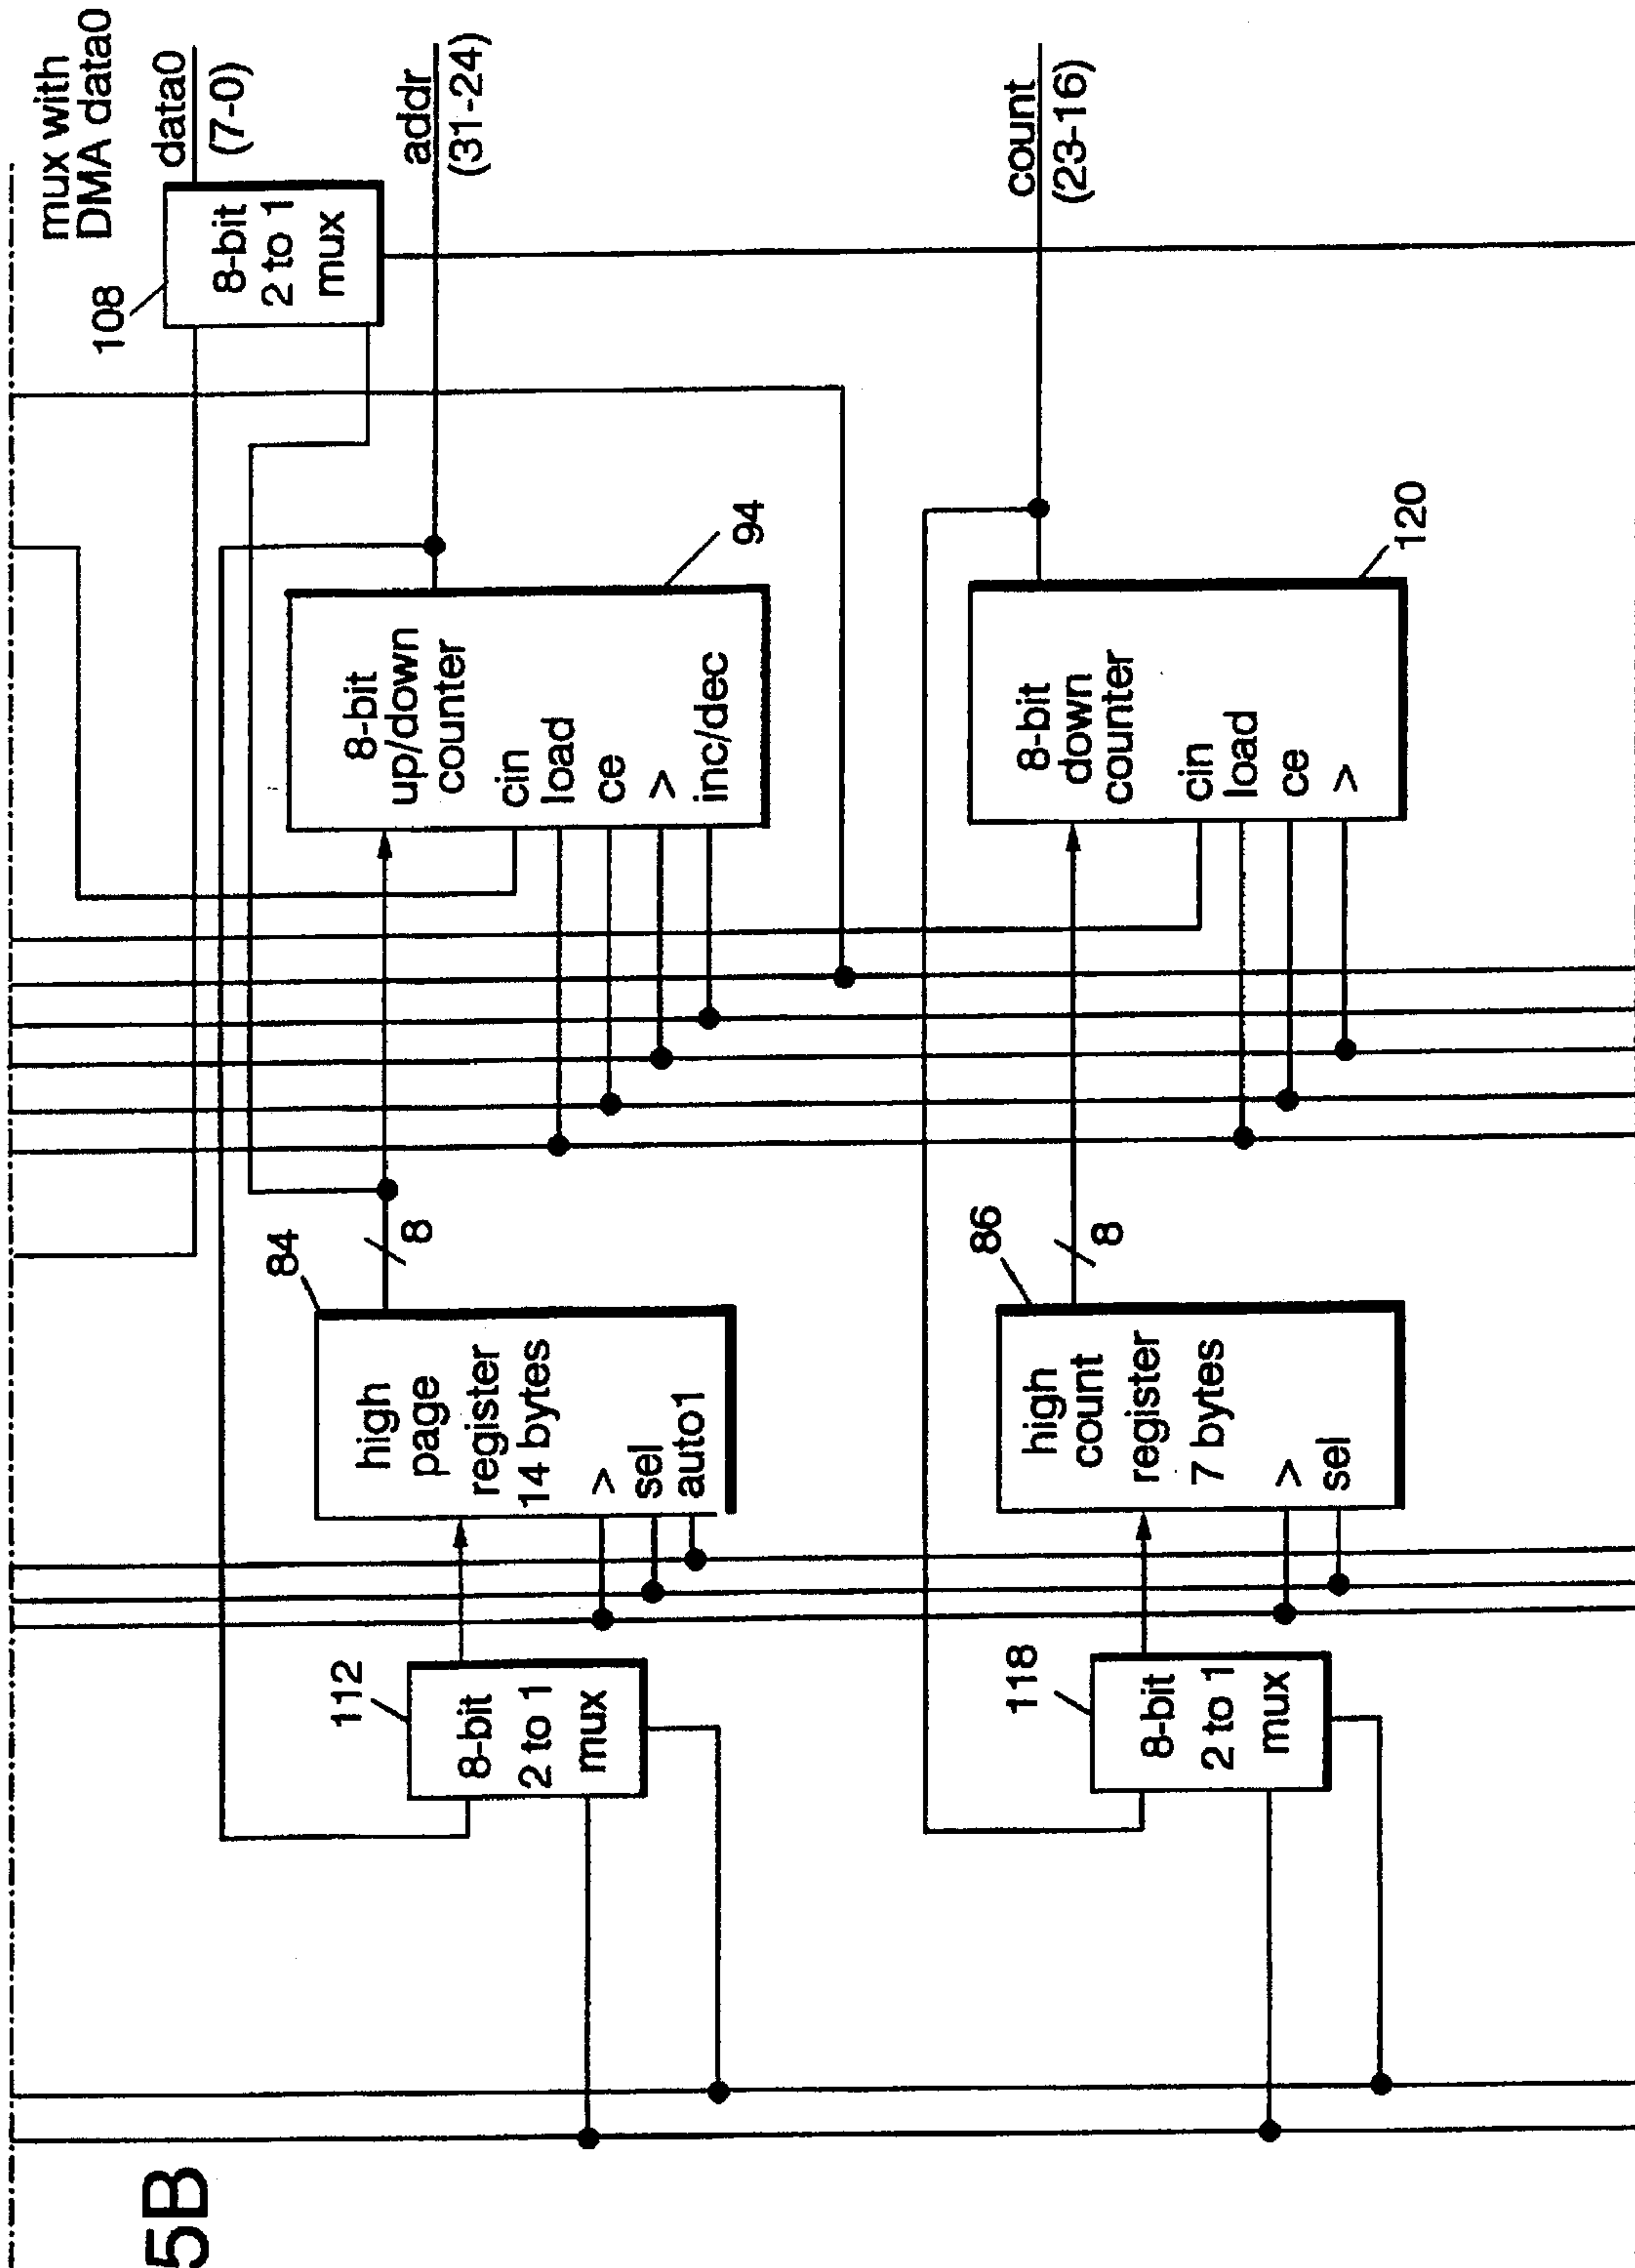 5B
mux with
DMA data0
data0
(7-0)
108
8-bit
2 to 1
mux
addr
(31-24)
112
8-bit
2 to 1
mux
84
high
page
register
14 bytes
>
sel
auto1
8
8-bit
up/down
counter
cin
load
ce
>
inc/dec
94
118
8-bit
2 to 1
mux
86
high
count
register
7 bytes
>
sel
8
8-bit
down
counter
cin
load
ce
>
120
count
(23-16)